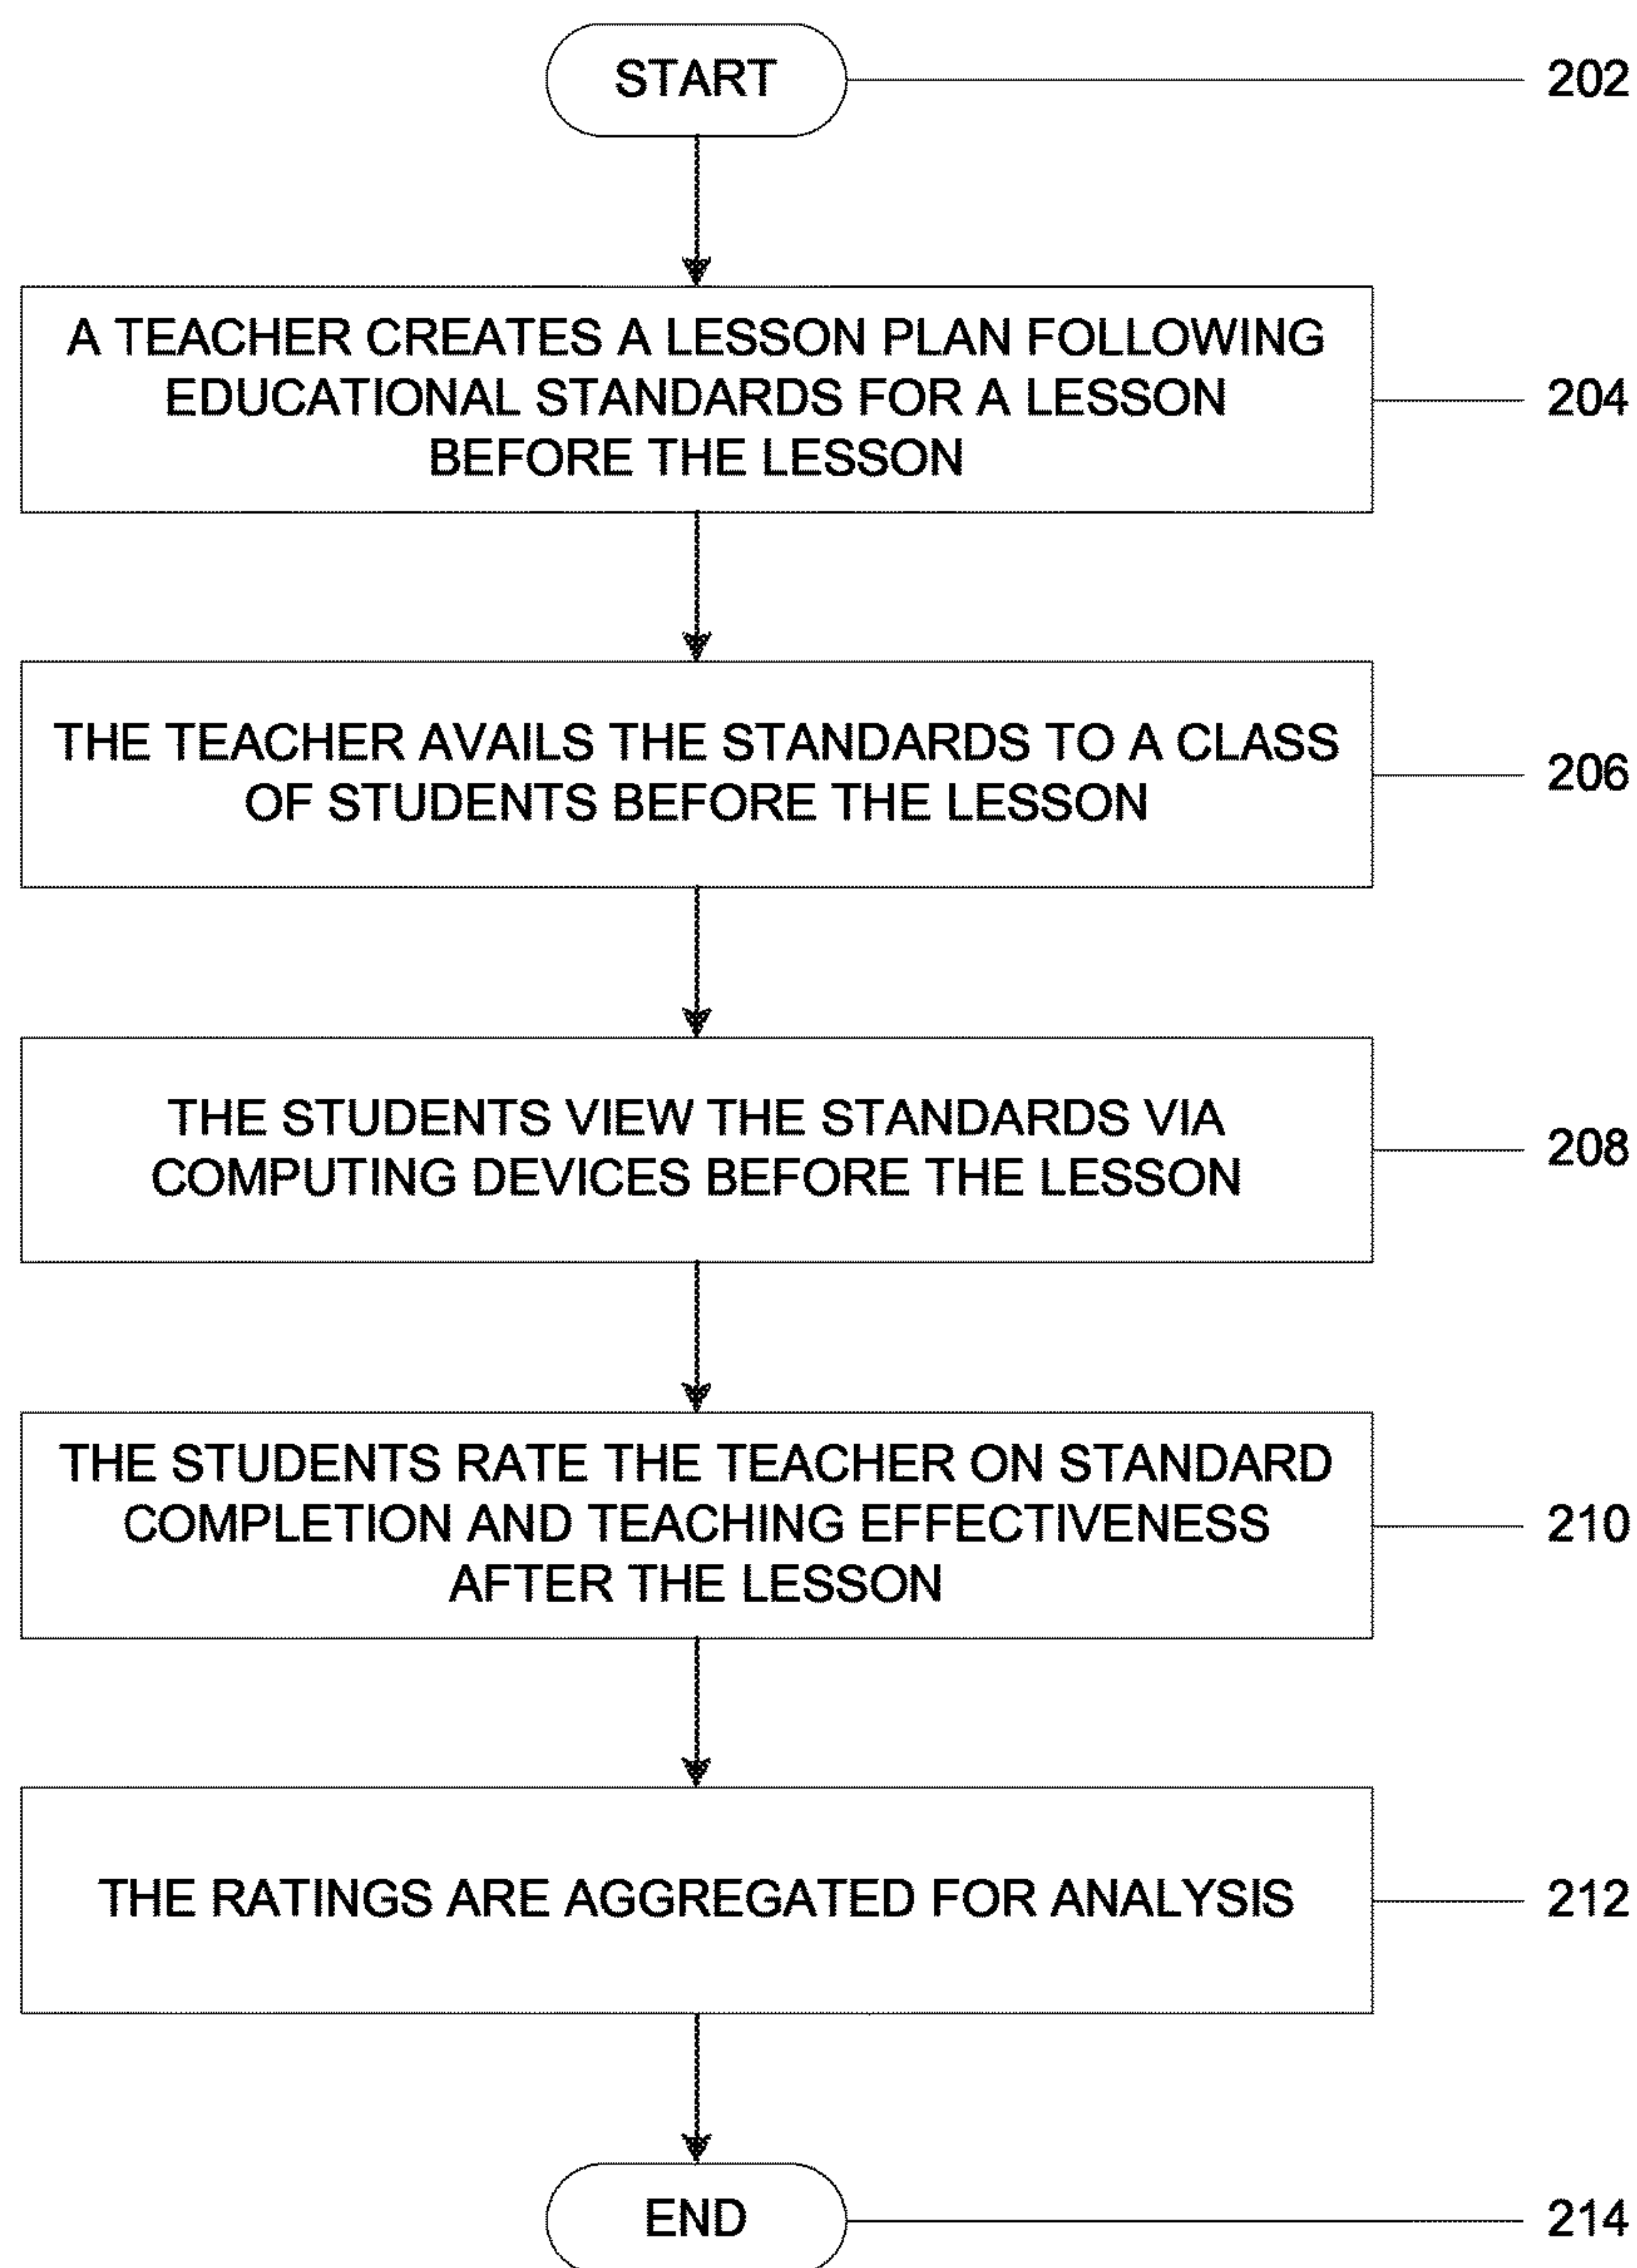 START
202
A TEACHER CREATES A LESSON PLAN FOLLOWING
EDUCATIONAL STANDARDS FOR A LESSON
BEFORE THE LESSON
204
THE TEACHER AVAILS THE STANDARDS TO A CLASS
OF STUDENTS BEFORE THE LESSON
206
THE STUDENTS VIEW THE STANDARDS VIA
COMPUTING DEVICES BEFORE THE LESSON
208
THE STUDENTS RATE THE TEACHER ON STANDARD
COMPLETION AND TEACHING EFFECTIVENESS
AFTER THE LESSON
210
THE RATINGS ARE AGGREGATED FOR ANALYSIS
212
END
214